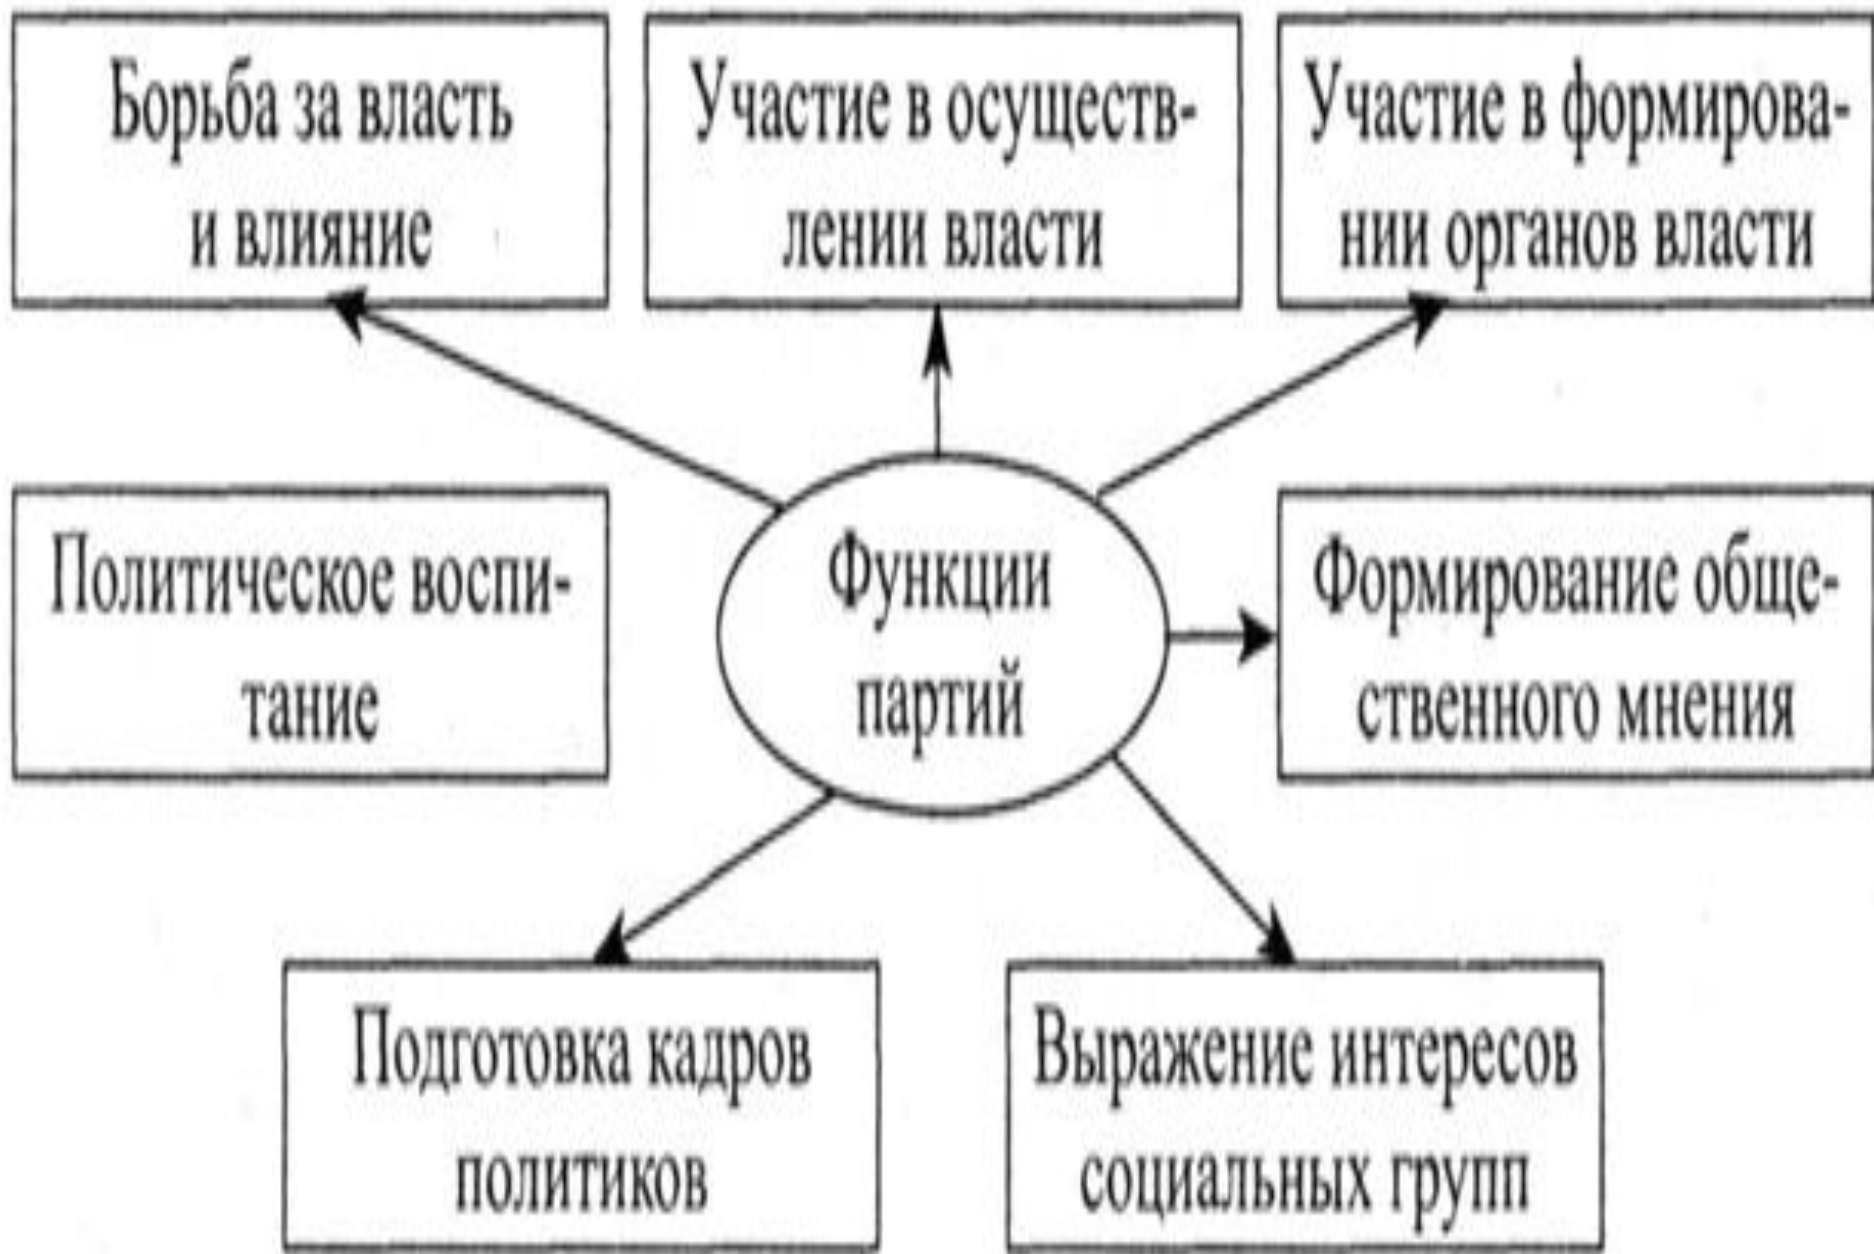 Борьба за власть
и влияние
Участие в осуществ-
лении власти
Участие в формирова-
нии органов власти
Политическое воспи-
тание
Функции
партий
Формирование обще-
ственного мнения
Подготовка кадров
политиков
Выражение интересов
социальных групп